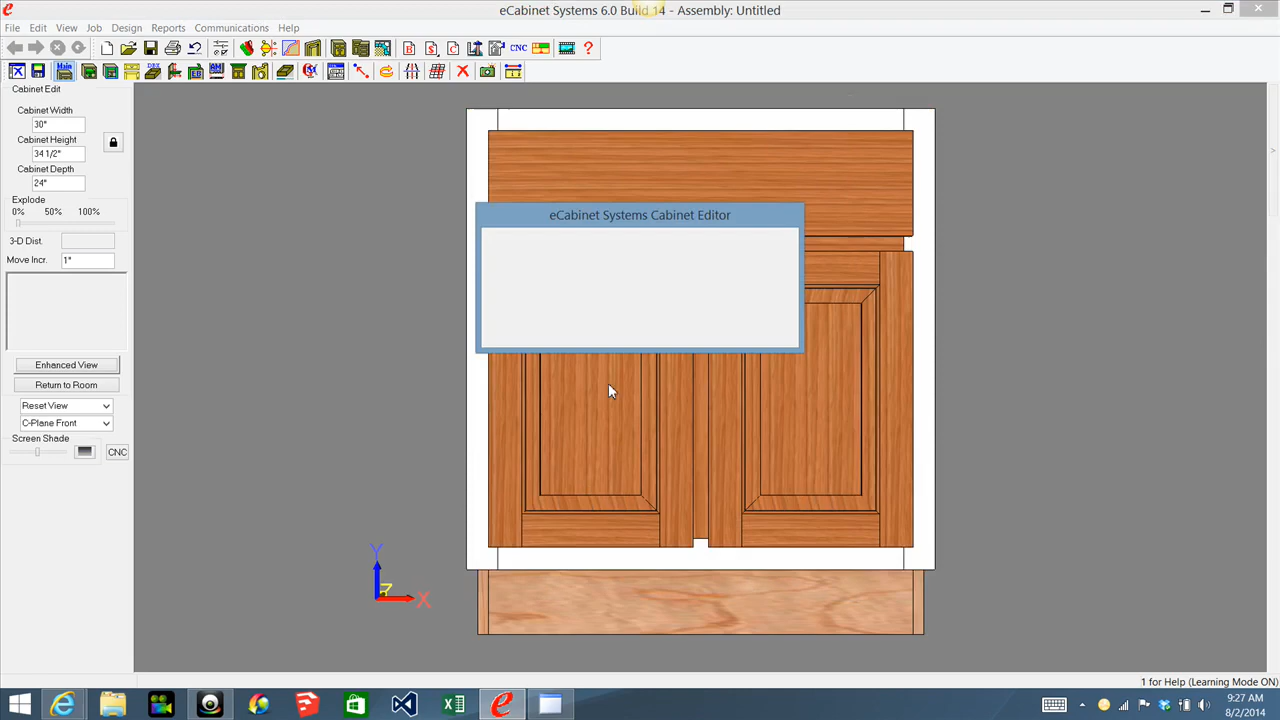 eCabinet Systems 6.0 Build 14 - Assembly: Untitled
File Edit View Job Design Reports Communications Help
CNC
Main
Cabinet Edit
Cabinet Width
30"
Cabinet Height
34 1/2"
Cabinet Depth
24"
Explode
0% 50% 100%
3-D Dist.
Move Incr. 1"
Enhanced View
Return to Room
Reset View
C-Plane Front
Screen Shade
CNC
eCabinet Systems Cabinet Editor
Y
X
1 for Help (Learning Mode ON)
9:27 AM
8/2/2014